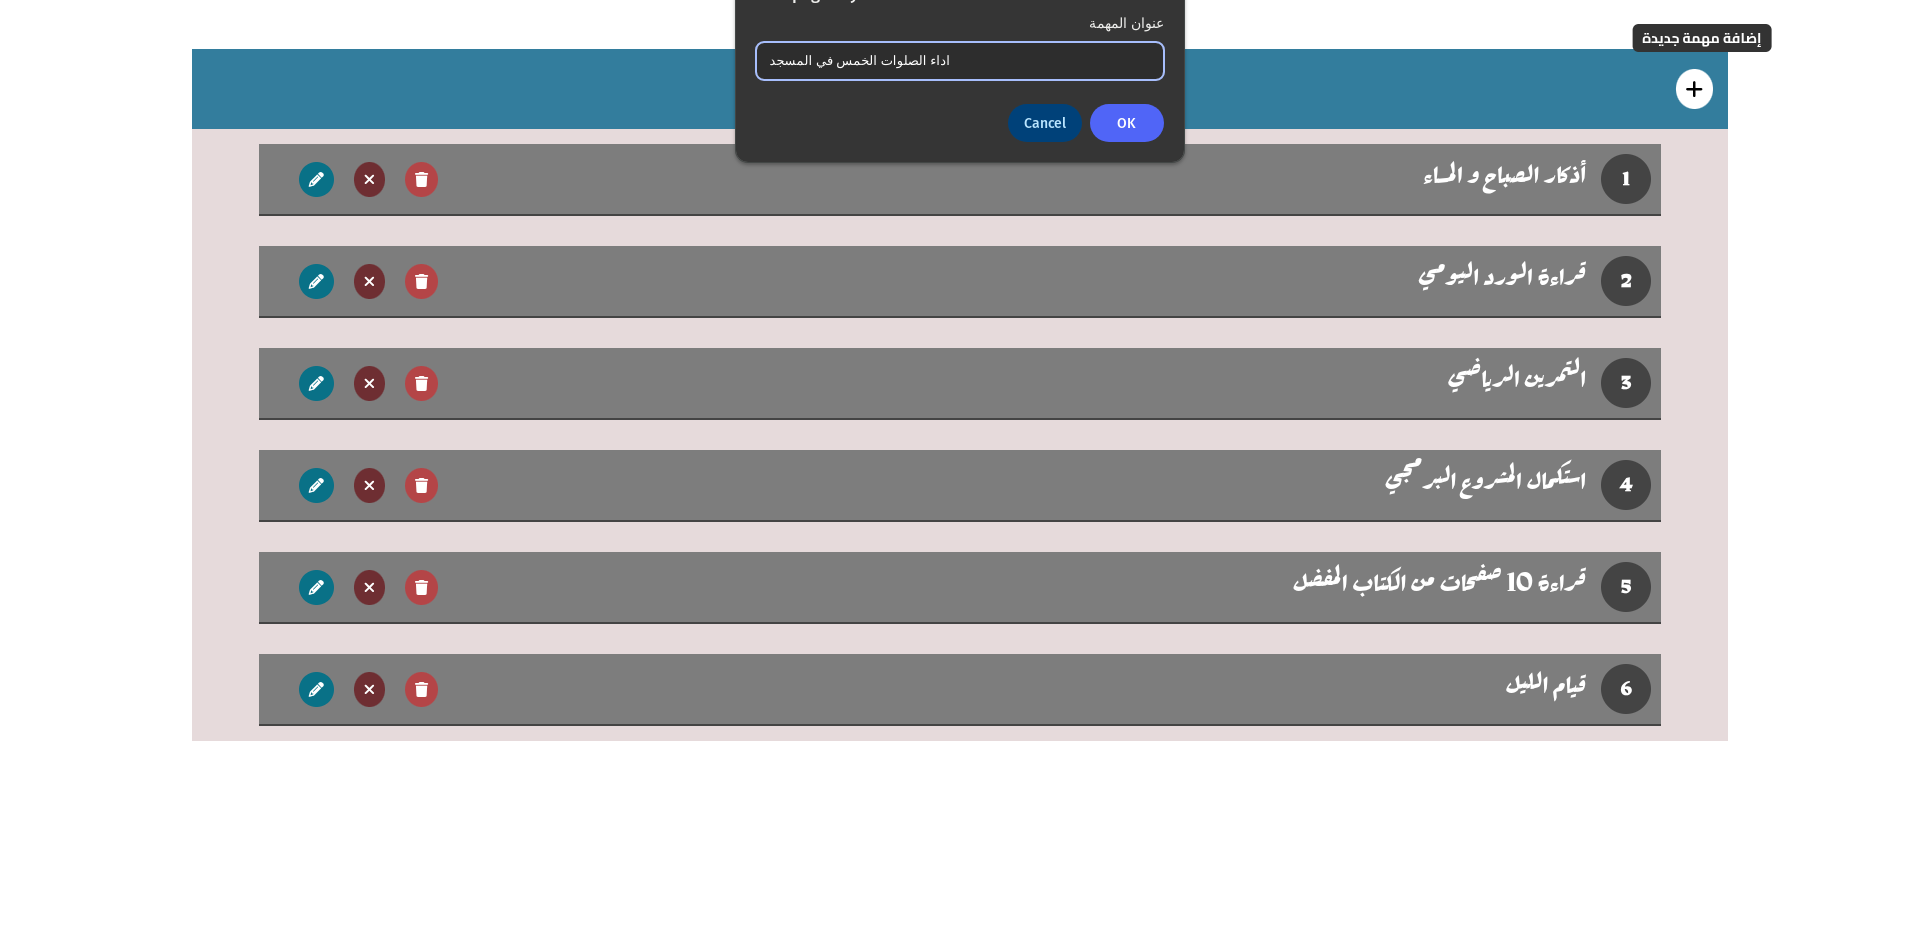 عنوان المهمة
إضافة مهمة جديدة
اداء الصلوات الخمس في المسجد
OK
Cancel
1 أذكار الصباح و المساء
2 قراءة الورد اليومي
3 التمرين الرياضي
4 استكمال المشروع البرمجي
5 قراءة 10 صفحات من الكتاب المفضل
6 قيام الليل